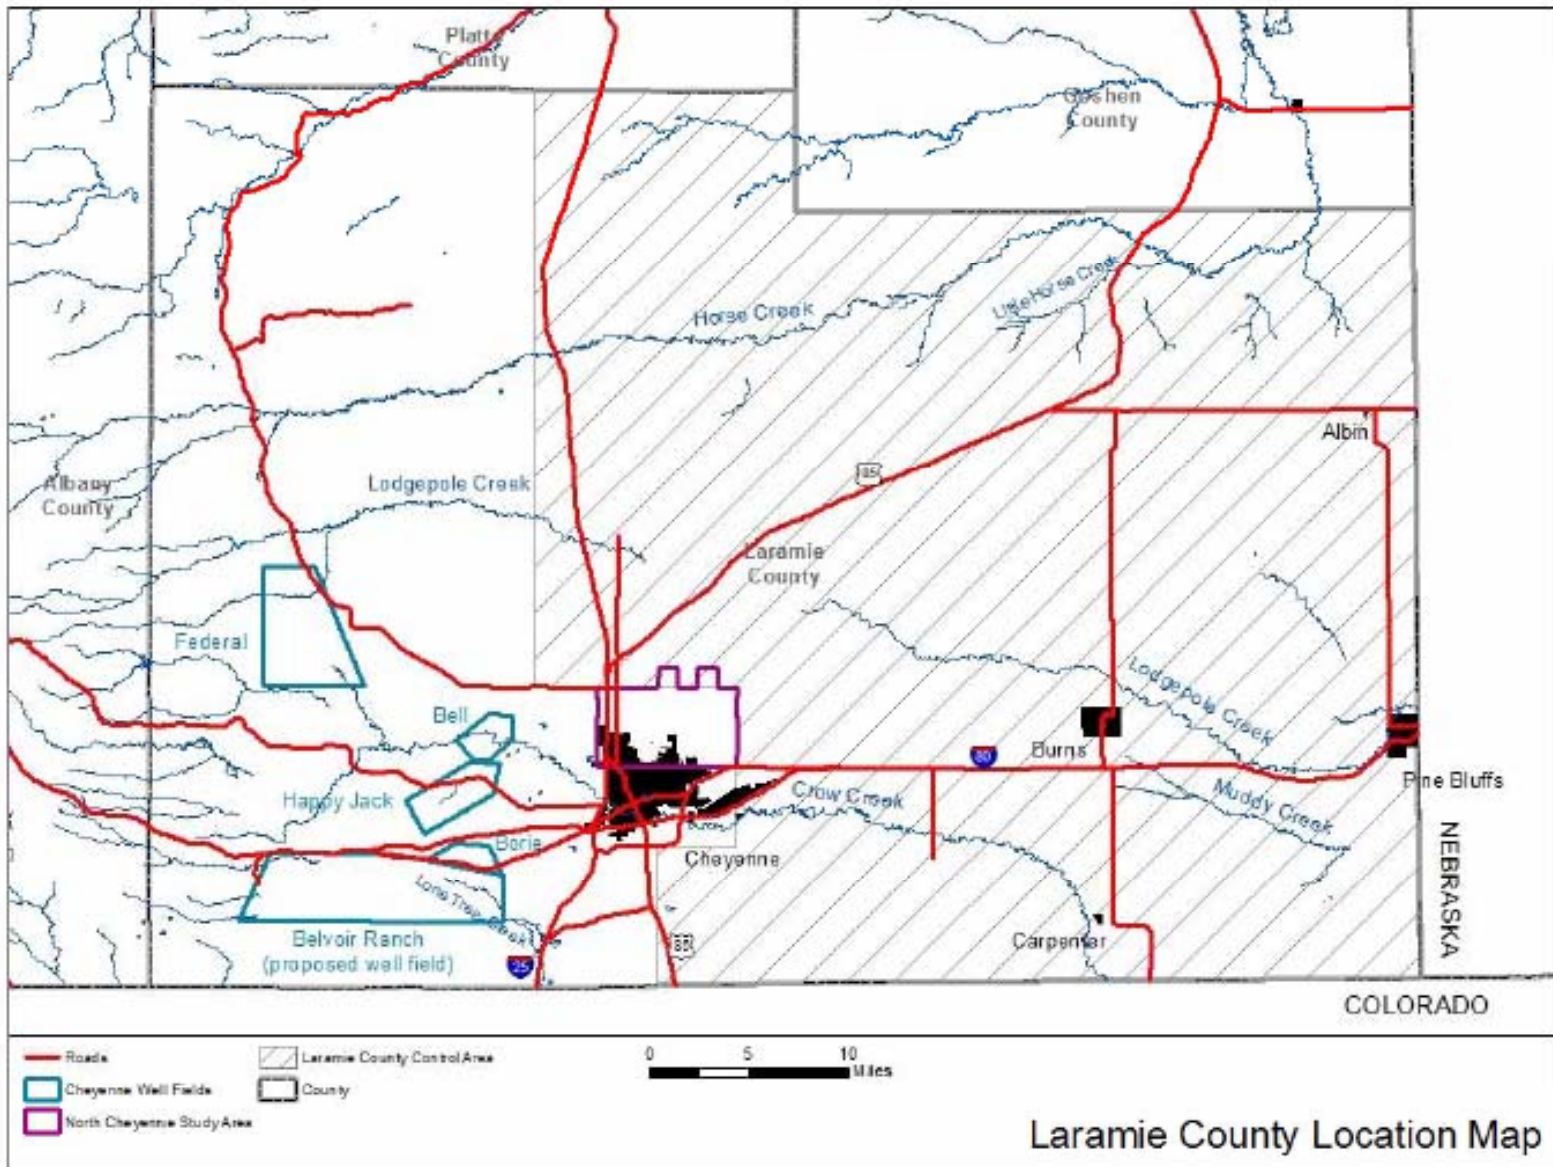 Platte
County
Goshen
County
Horse Creek
Little Horse Creek
Albin
85
Albany
County
Lodgepole Creek
Laramie
County
Federal
Lodgepole Creek
Bell
Burns
80
Pine Bluffs
Happy Jack
Crow Creek
Muddy Creek
Borie
Cheyenne
NEBRASKA
Lone Tree Creek
Belvoir Ranch
(proposed well field)
25
85
Carpenter
COLORADO
Roads
Laramie County Control Area
0 5 10
Miles
Cheyenne Well Fields
County
North Cheyenne Study Area
Laramie County Location Map